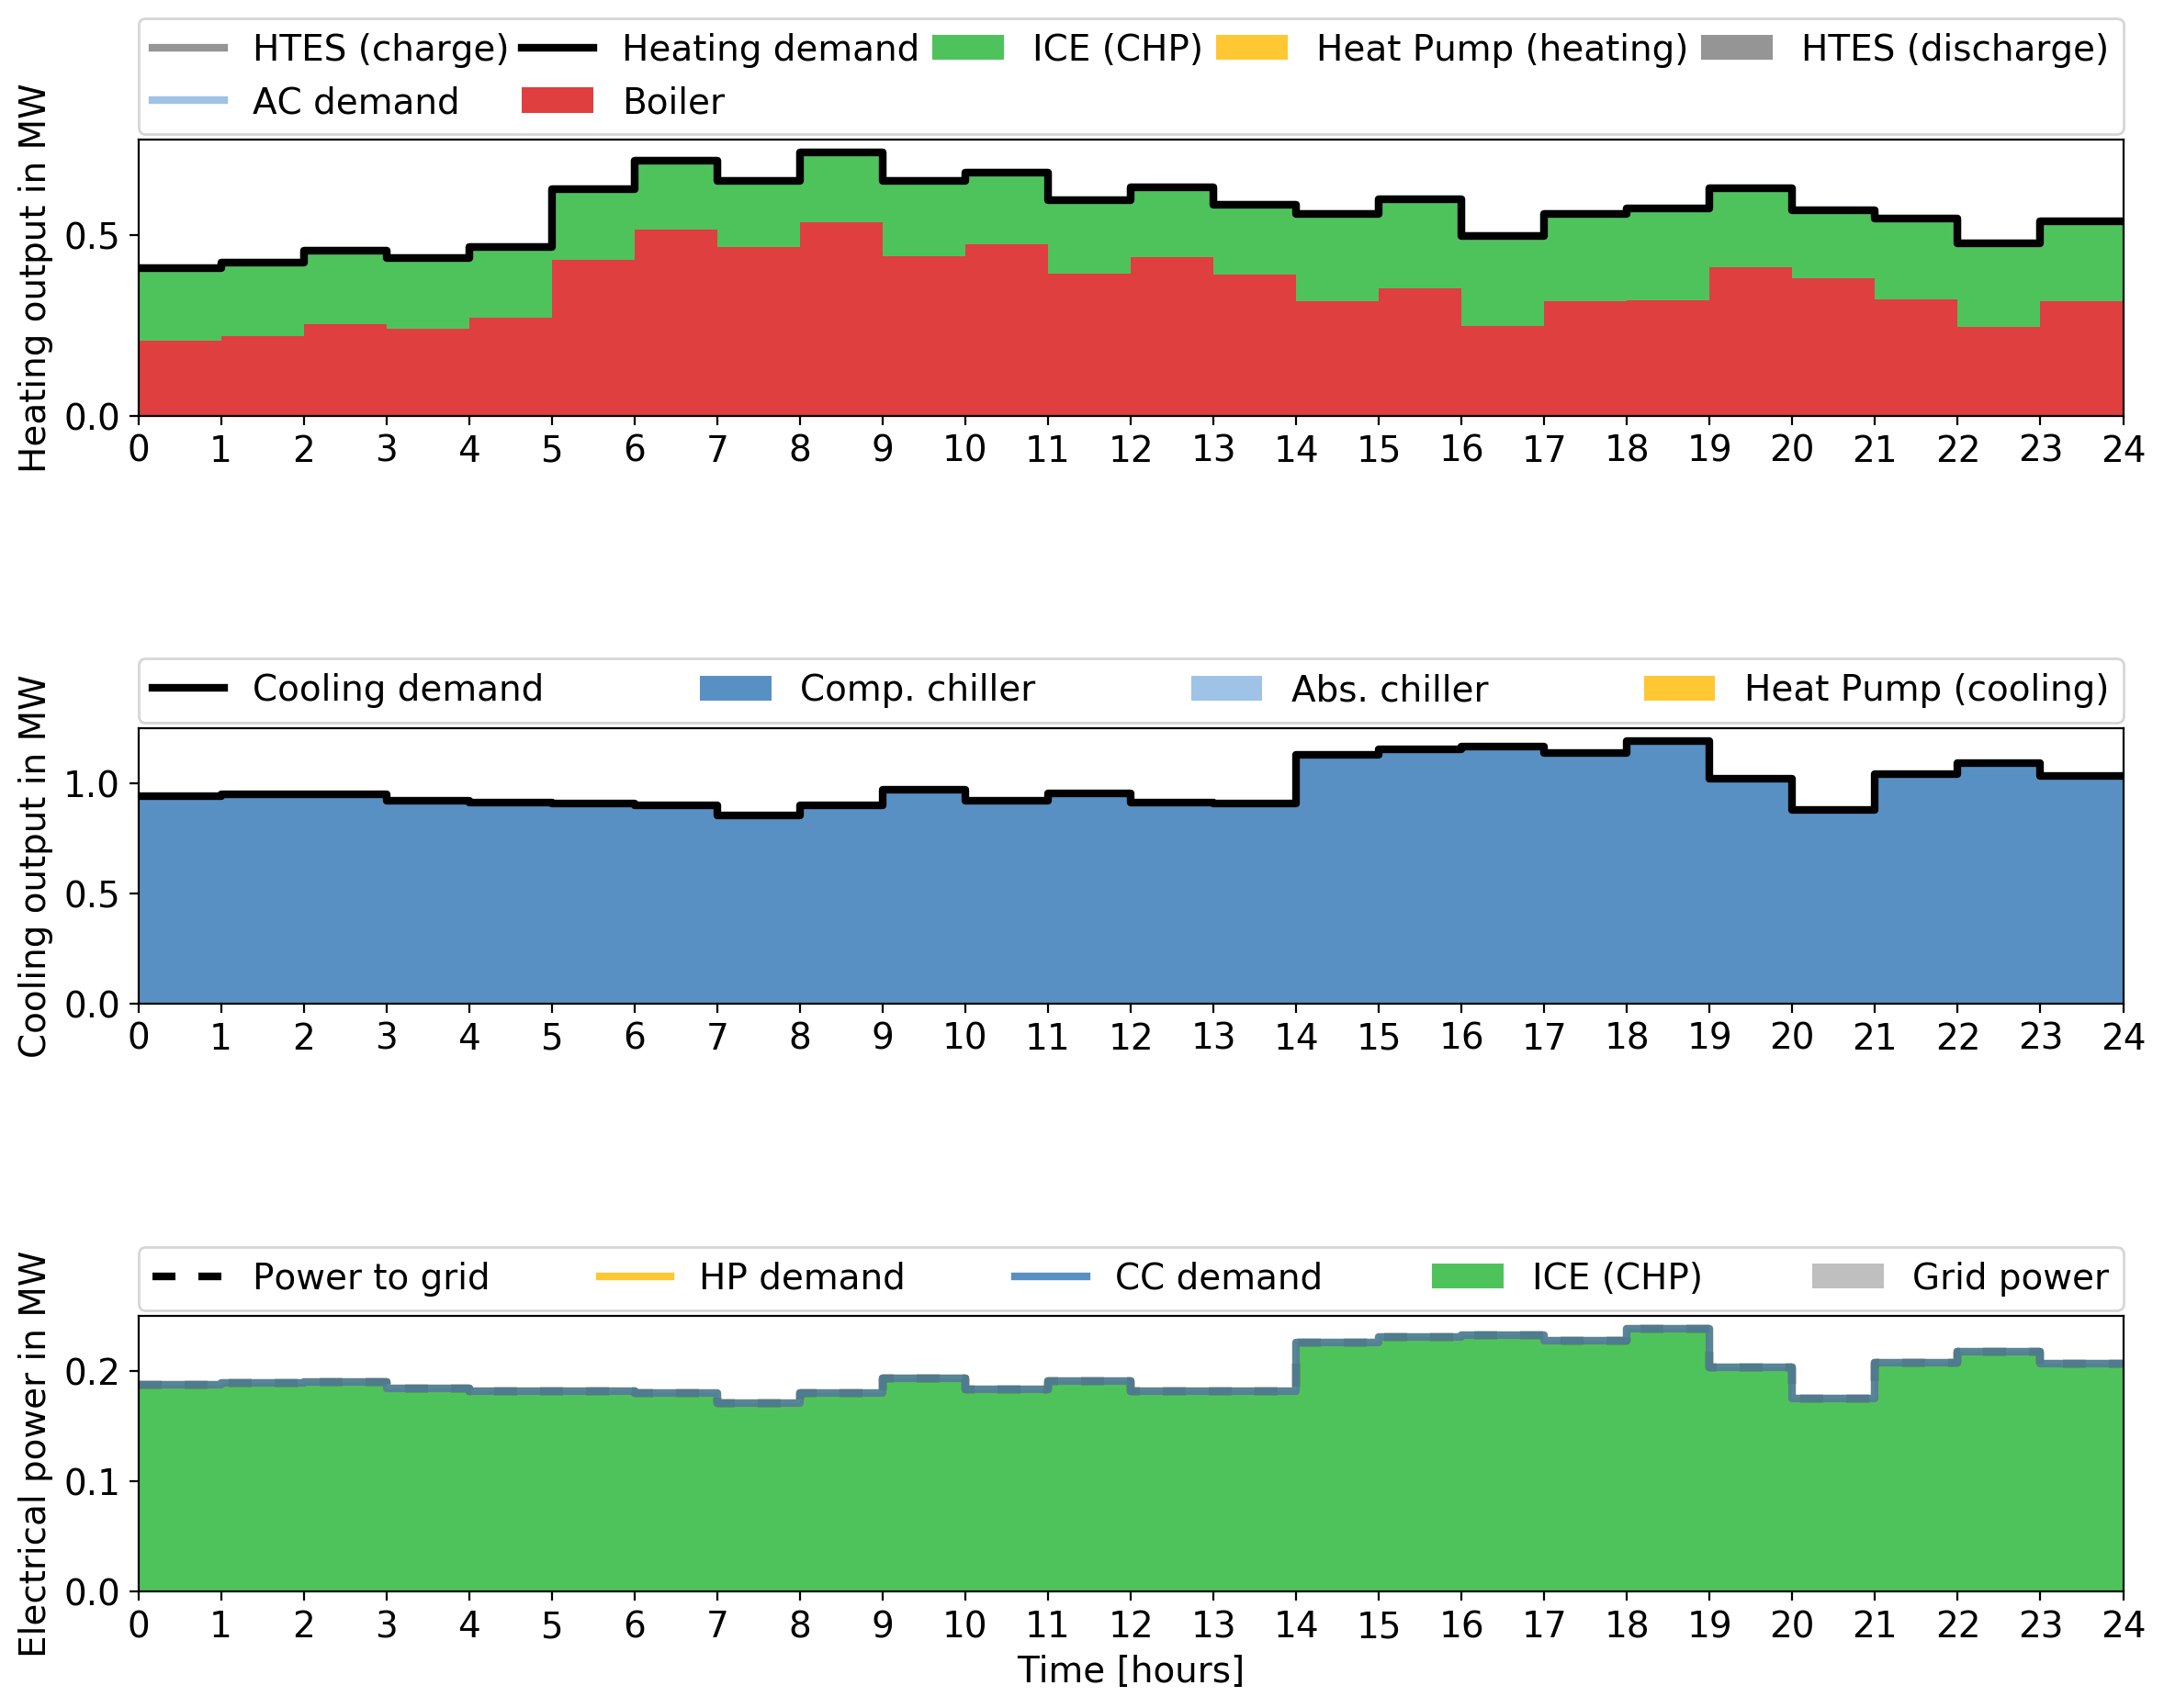 HTES (charge) Heating demand ICE (CHP) Heat Pump (heating) HTES (discharge)
AC demand Boiler
Heating output in MW
0.5
0.0
0 1 2 3 4 5 6 7 8 9 10 11 12 13 14 15 16 17 18 19 20 21 22 23 24
Cooling demand Comp. chiller Abs. chiller Heat Pump (cooling)
Cooling output in MW
1.0
0.5
0.0
0 1 2 3 4 5 6 7 8 9 10 11 12 13 14 15 16 17 18 19 20 21 22 23 24
Power to grid HP demand CC demand ICE (CHP) Grid power
Electrical power in MW
0.2
0.1
0.0
0 1 2 3 4 5 6 7 8 9 10 11 12 13 14 15 16 17 18 19 20 21 22 23 24
Time [hours]